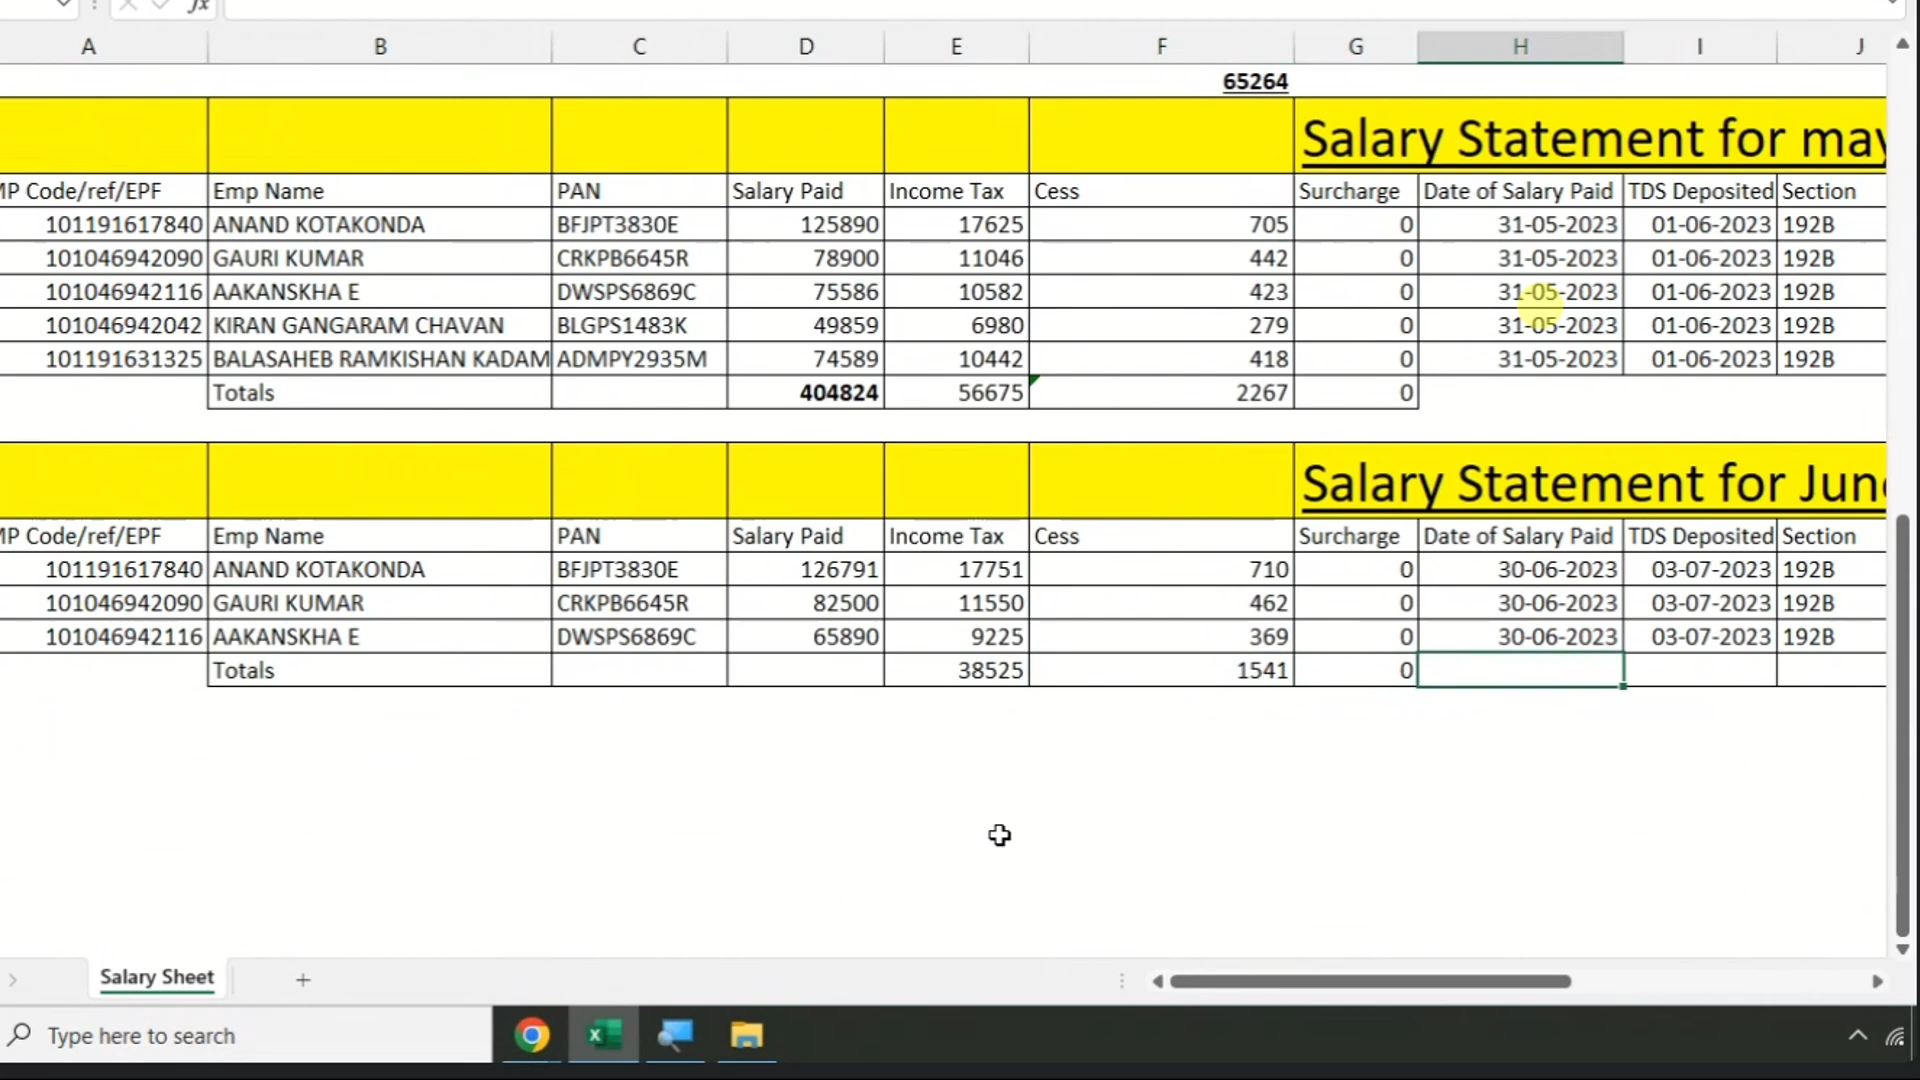 fx
A B C D E F G H I J
65264
Salary Statement for may
MP Code/ref/EPF Emp Name PAN Salary Paid Income Tax Cess Surcharge Date of Salary Paid TDS Deposited Section
101191617840 ANAND KOTAKONDA BFJPT3830E 125890 17625 705 0 31-05-2023 01-06-2023 192B
101046942090 GAURI KUMAR CRKPB6645R 78900 11046 442 0 31-05-2023 01-06-2023 192B
101046942116 AAKANSKHA E DWSPS6869C 75586 10582 423 0 31-05-2023 01-06-2023 192B
101046942042 KIRAN GANGARAM CHAVAN BLGPS1483K 49859 6980 279 0 31-05-2023 01-06-2023 192B
101191631325 BALASAHEB RAMKISHAN KADAM ADMPY2935M 74589 10442 418 0 31-05-2023 01-06-2023 192B
Totals 404824 56675 2267 0
Salary Statement for June
MP Code/ref/EPF Emp Name PAN Salary Paid Income Tax Cess Surcharge Date of Salary Paid TDS Deposited Section
101191617840 ANAND KOTAKONDA BFJPT3830E 126791 17751 710 0 30-06-2023 03-07-2023 192B
101046942090 GAURI KUMAR CRKPB6645R 82500 11550 462 0 30-06-2023 03-07-2023 192B
101046942116 AAKANSKHA E DWSPS6869C 65890 9225 369 0 30-06-2023 03-07-2023 192B
Totals 38525 1541 0
Salary Sheet
Type here to search